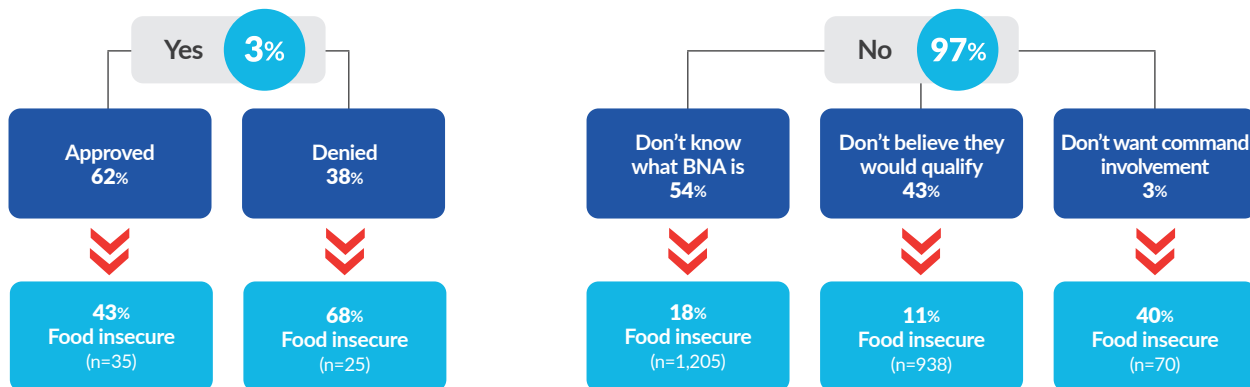 Yes 3%
No 97%
Approved
62%
Denied
38%
Don't know
what BNA is
54%
Don't believe they
would qualify
43%
Don't want command
involvement
3%
43%
Food insecure
(n=35)
68%
Food insecure
(n=25)
18%
Food insecure
(n=1,205)
11%
Food insecure
(n=938)
40%
Food insecure
(n=70)